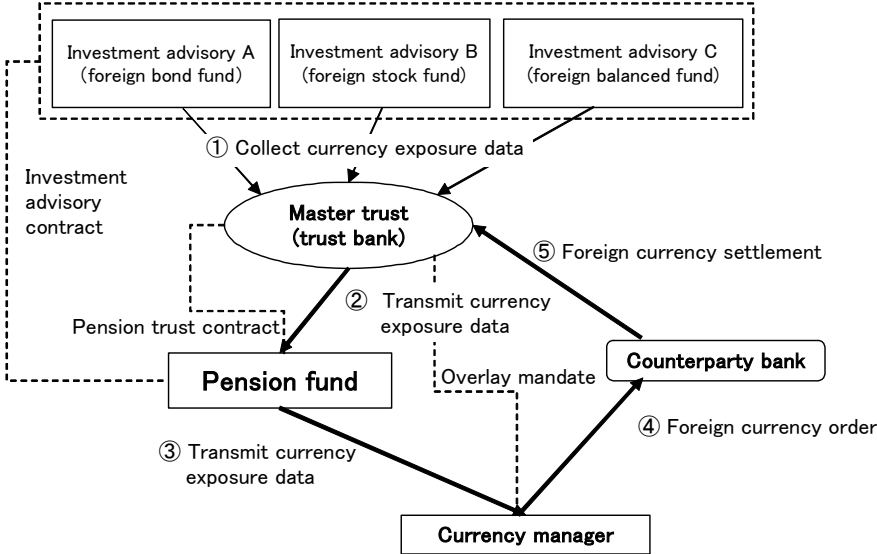 Investment advisory A
(foreign bond fund)
Investment advisory B
(foreign stock fund)
Investment advisory C
(foreign balanced fund)
① Collect currency exposure data
Investment
advisory
contract
Master trust
(trust bank)
⑤ Foreign currency settlement
② Transmit currency
exposure data
Pension trust contract
Pension fund
Counterparty bank
Overlay mandate
④ Foreign currency order
③ Transmit currency
exposure data
Currency manager